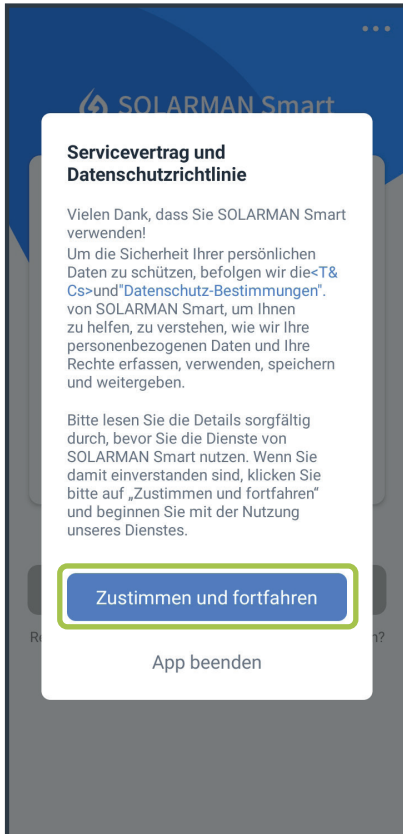 SOLARMAN Smart
Servicevertrag und
Datenschutzrichtlinie
Vielen Dank, dass Sie SOLARMAN Smart
verwenden!
Um die Sicherheit Ihrer persönlichen
Daten zu schützen, befolgen wir die<T&
Cs>und"Datenschutz-Bestimmungen".
von SOLARMAN Smart, um Ihnen
zu helfen, zu verstehen, wie wir Ihre
personenbezogenen Daten und Ihre
Rechte erfassen, verwenden, speichern
und weitergeben.
Bitte lesen Sie die Details sorgfältig
durch, bevor Sie die Dienste von
SOLARMAN Smart nutzen. Wenn Sie
damit einverstanden sind, klicken Sie
bitte auf „Zustimmen und fortfahren“
und beginnen Sie mit der Nutzung
unseres Dienstes.
Zustimmen und fortfahren
App beenden